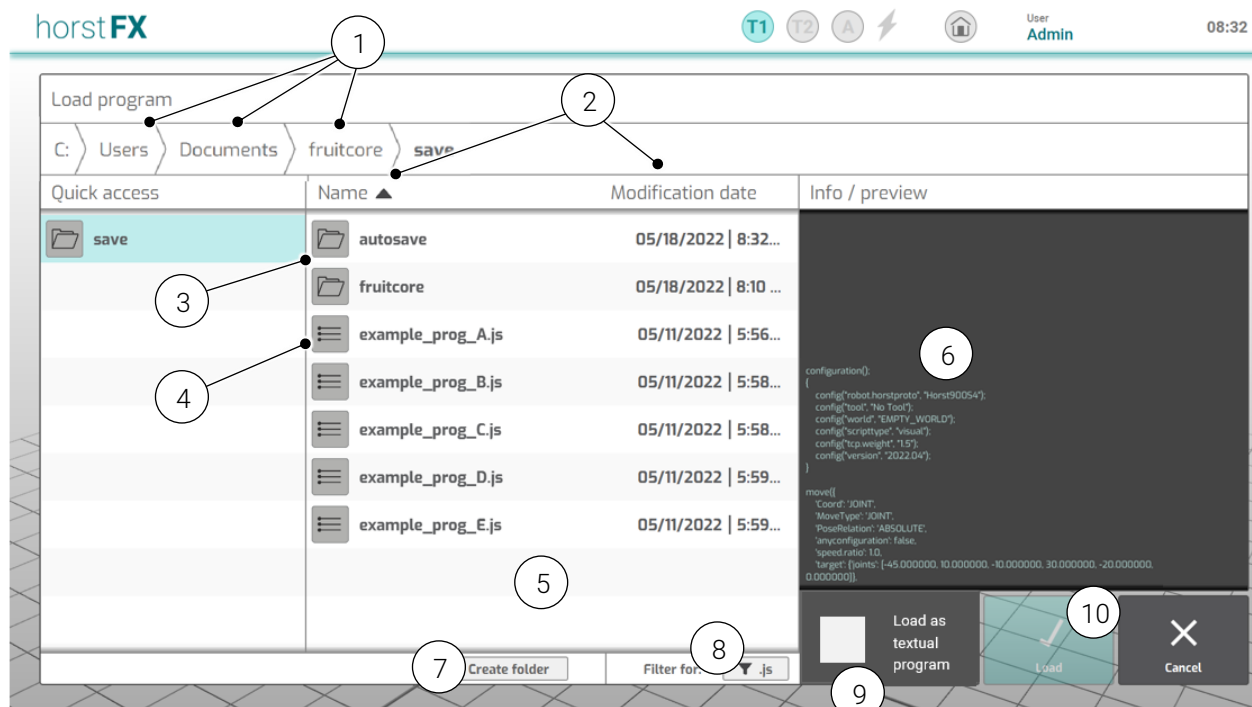 horstFX
T1 T2 A
User
Admin
08:32
1
Load program
2
C: Users Documents fruitcore save
Quick access
Name
Modification date
Info / preview
save
autosave 05/18/2022 | 8:32...
3
fruitcore 05/18/2022 | 8:10 ...
example_prog_A.js 05/11/2022 | 5:56...
4
example_prog_B.js 05/11/2022 | 5:58...
example_prog_C.js 05/11/2022 | 5:58...
example_prog_D.js 05/11/2022 | 5:59...
example_prog_E.js 05/11/2022 | 5:59...
5
6
configuration();
{
config("robot.horstproto", "Horst900S4");
config("tool", "No Tool");
config("world", "EMPTY_WORLD");
config("scripttype", "visual");
config("tcp.weight", "1.5");
config("version", "2022.04");
}
move({
'Coord': 'JOINT',
'MoveType': 'JOINT',
'PoseRelation': 'ABSOLUTE',
'anyconfiguration': false,
'speed.ratio': 1.0,
'target': {'joints': [-45.000000, 10.000000, -10.000000, 30.000000, -20.000000,
0.000000]},
7
Create folder
Filter for:
8
.js
9
Load as
textual
program
10
Load
Cancel